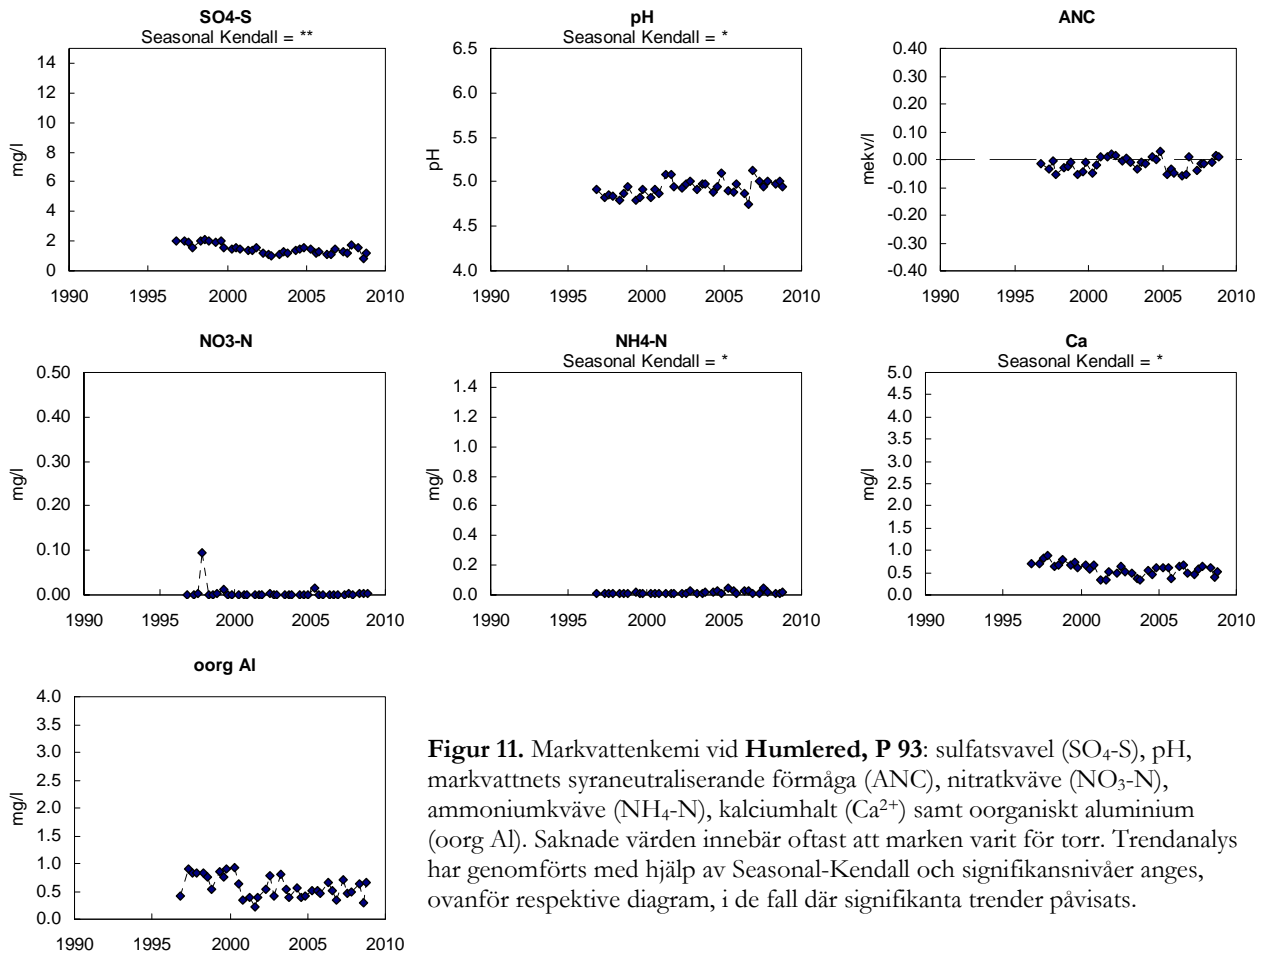 SO4-S
Seasonal Kendall = **
mg/l
14
12
10
8
6
4
2
0
1990 1995 2000 2005 2010
pH
Seasonal Kendall = *
pH
6.5
6.0
5.5
5.0
4.5
4.0
1990 1995 2000 2005 2010
ANC
mekv/l
0.40
0.30
0.20
0.10
0.00
-0.10
-0.20
-0.30
-0.40
1990 1995 2000 2005 2010
NO3-N
mg/l
0.50
0.40
0.30
0.20
0.10
0.00
1990 1995 2000 2005 2010
NH4-N
Seasonal Kendall = *
mg/l
1.4
1.2
1.0
0.8
0.6
0.4
0.2
0.0
1990 1995 2000 2005 2010
Ca
Seasonal Kendall = *
mg/l
5.0
4.5
4.0
3.5
3.0
2.5
2.0
1.5
1.0
0.5
0.0
1990 1995 2000 2005 2010
oorg Al
mg/l
4.0
3.5
3.0
2.5
2.0
1.5
1.0
0.5
0.0
1990 1995 2000 2005 2010
Figur 11. Markvattenkemi vid Humlered, P 93: sulfatsvavel (SO₄-S), pH,
markvattnets syraneutraliserande förmåga (ANC), nitratkväve (NO₃-N),
ammoniumkväve (NH₄-N), kalciumhalt (Ca²⁺) samt oorganiskt aluminium
(oorg Al). Saknade värden innebär oftast att marken varit för torr. Trendanalys
har genomförts med hjälp av Seasonal-Kendall och signifikansnivåer anges,
ovanför respektive diagram, i de fall där signifikanta trender påvisats.